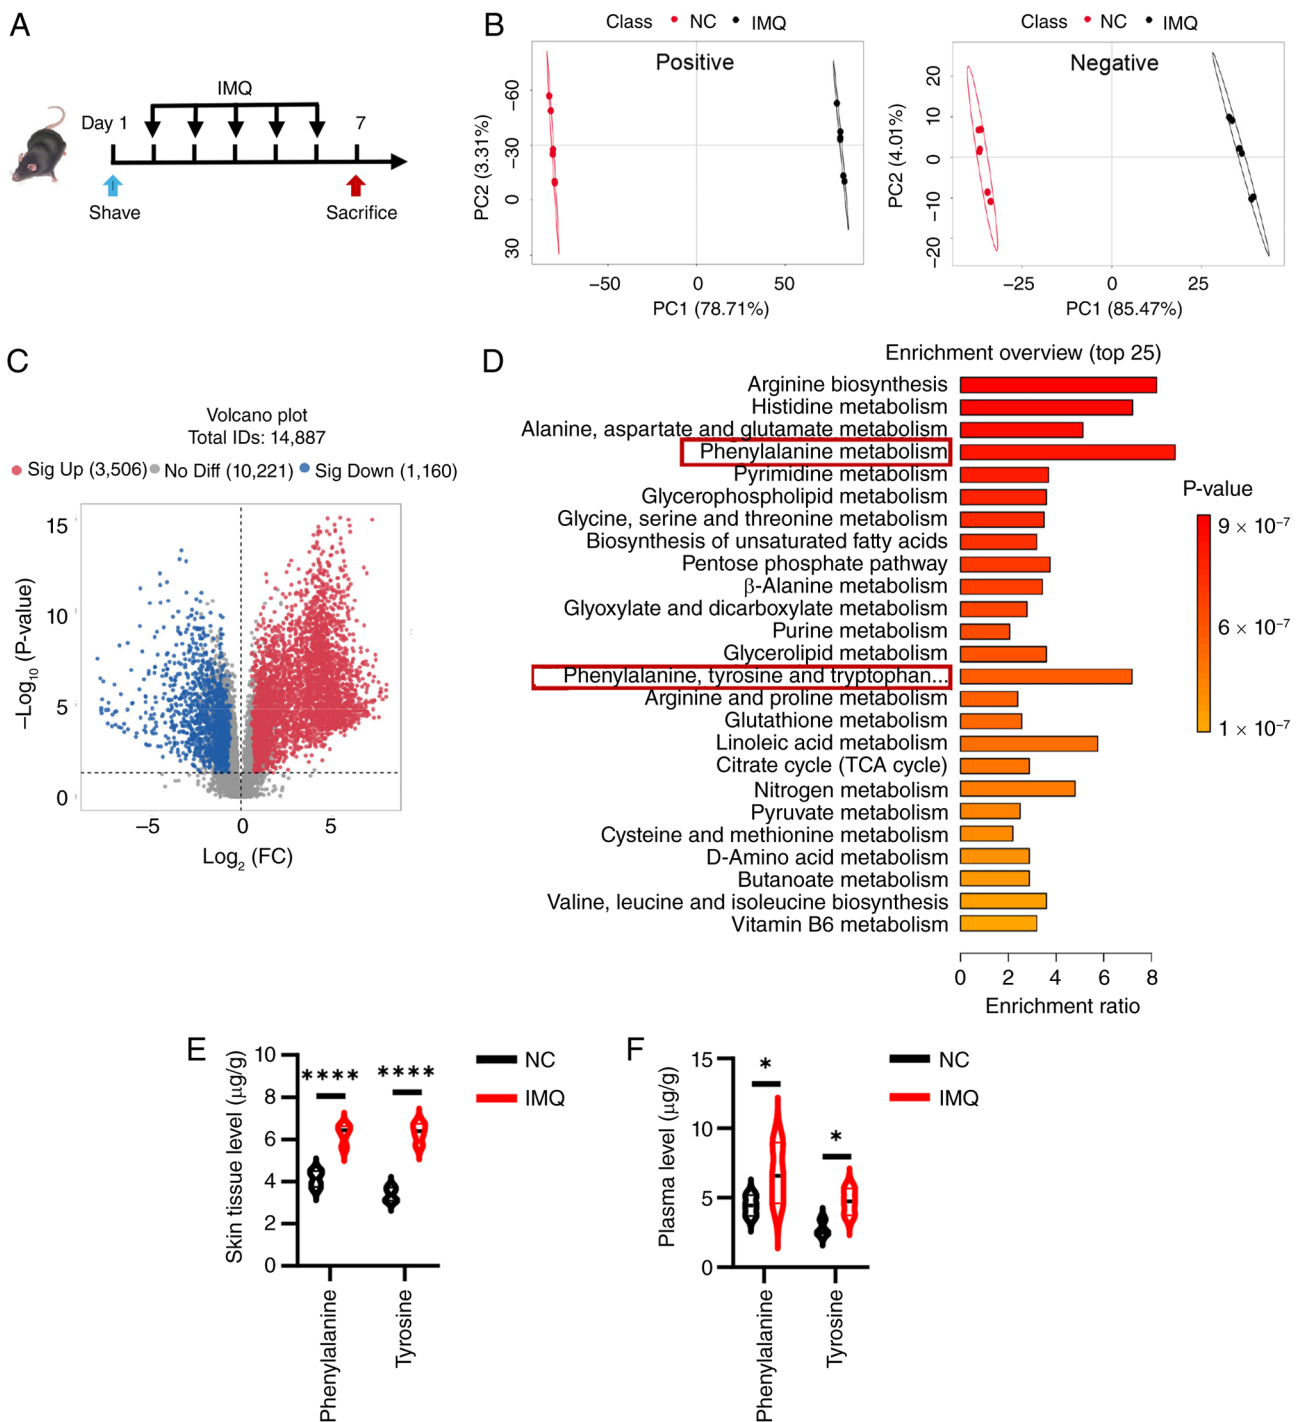 A
IMQ
Day 1
7
Shave
Sacrifice
B
Class NC IMQ
Positive
PC2 (3.31%)
−60
−30
0
30
−50 0 50
PC1 (78.71%)
Class NC IMQ
Negative
PC2 (4.01%)
20
10
0
−10
−20
−25 0 25
PC1 (85.47%)
C
Volcano plot
Total IDs: 14,887
Sig Up (3,506) No Diff (10,221) Sig Down (1,160)
−Log10 (P-value)
15
10
5
0
−5 0 5
Log2 (FC)
D
Enrichment overview (top 25)
Arginine biosynthesis
Histidine metabolism
Alanine, aspartate and glutamate metabolism
Phenylalanine metabolism
Pyrimidine metabolism
Glycerophospholipid metabolism
Glycine, serine and threonine metabolism
Biosynthesis of unsaturated fatty acids
Pentose phosphate pathway
β-Alanine metabolism
Glyoxylate and dicarboxylate metabolism
Purine metabolism
Glycerolipid metabolism
Phenylalanine, tyrosine and tryptophan...
Arginine and proline metabolism
Glutathione metabolism
Linoleic acid metabolism
Citrate cycle (TCA cycle)
Nitrogen metabolism
Pyruvate metabolism
Cysteine and methionine metabolism
D-Amino acid metabolism
Butanoate metabolism
Valine, leucine and isoleucine biosynthesis
Vitamin B6 metabolism
0 2 4 6 8
Enrichment ratio
P-value
9 × 10⁻⁷
6 × 10⁻⁷
1 × 10⁻⁷
E
Skin tissue level (µg/g)
10
8
6
4
2
0
**** ****
NC
IMQ
Phenylalanine
Tyrosine
F
Plasma level (µg/g)
15
10
5
0
*
*
NC
IMQ
Phenylalanine
Tyrosine